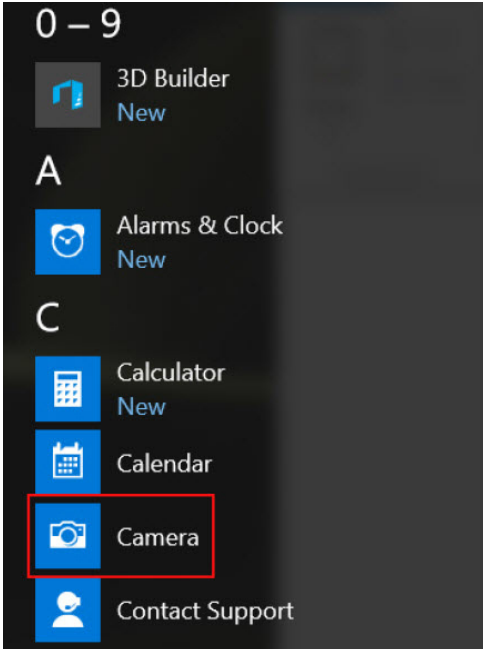 0 – 9
3D Builder
New
A
Alarms & Clock
New
C
Calculator
New
Calendar
Camera
Contact Support